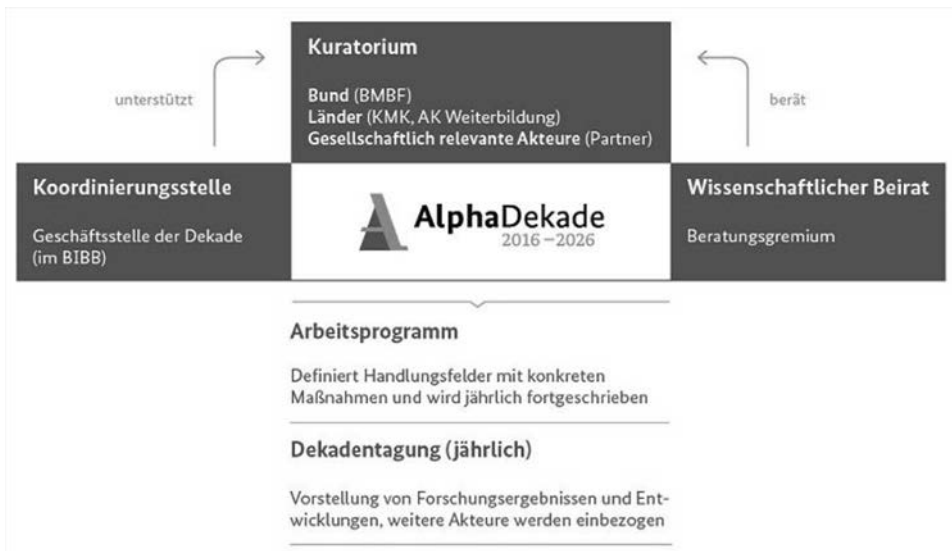 Kuratorium
Bund (BMBF)
Länder (KMK, AK Weiterbildung)
Gesellschaftlich relevante Akteure (Partner)
unterstützt
berät
Koordinierungsstelle
Geschäftsstelle der Dekade
(im BIBB)
AlphaDekade
2016–2026
Wissenschaftlicher Beirat
Beratungsgremium
Arbeitsprogramm
Definiert Handlungsfelder mit konkreten
Maßnahmen und wird jährlich fortgeschrieben
Dekadentagung (jährlich)
Vorstellung von Forschungsergebnissen und Ent-
wicklungen, weitere Akteure werden einbezogen